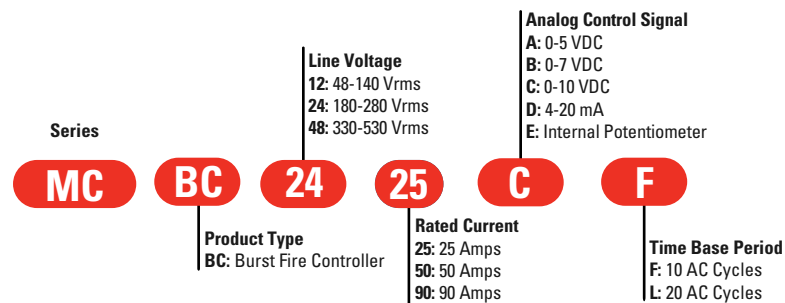 Analog Control Signal
A: 0-5 VDC
B: 0-7 VDC
C: 0-10 VDC
D: 4-20 mA
E: Internal Potentiometer
Line Voltage
12: 48-140 Vrms
24: 180-280 Vrms
48: 330-530 Vrms
Series
MC BC 24 25 C F
Product Type
BC: Burst Fire Controller
Rated Current
25: 25 Amps
50: 50 Amps
90: 90 Amps
Time Base Period
F: 10 AC Cycles
L: 20 AC Cycles